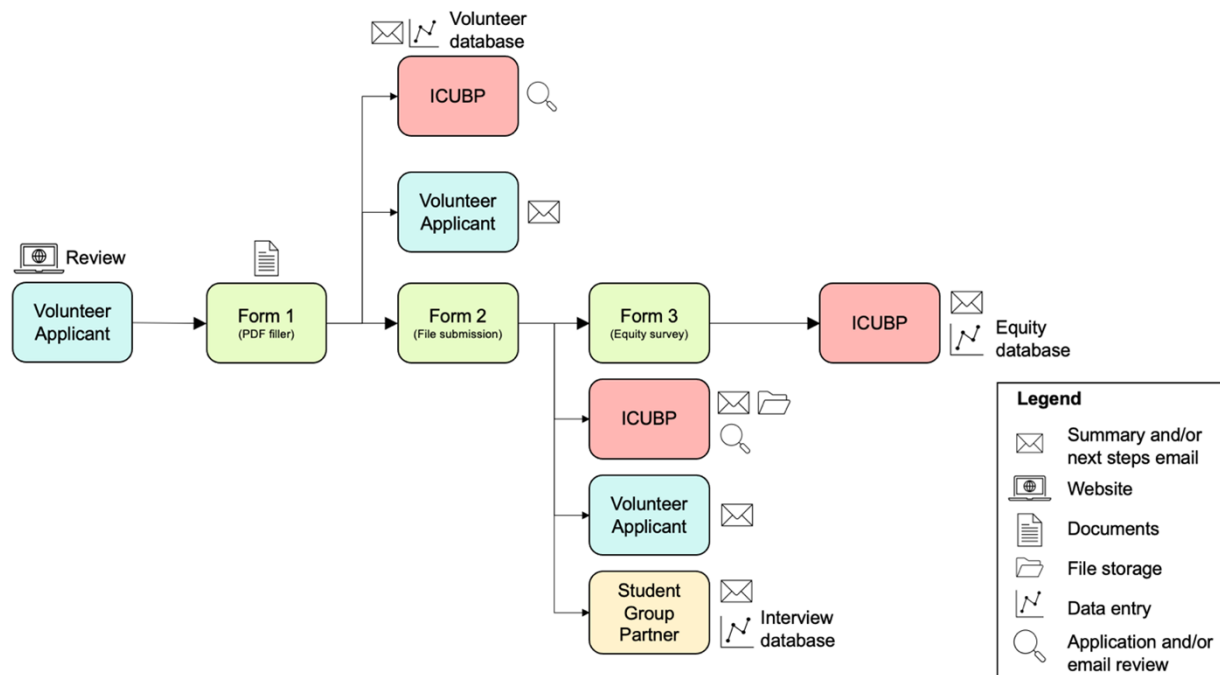 Volunteer
database
ICUBP
Volunteer
Applicant
Review
Volunteer
Applicant
Form 1
(PDF filler)
Form 2
(File submission)
Form 3
(Equity survey)
ICUBP
Equity
database
ICUBP
Volunteer
Applicant
Student
Group
Partner
Interview
database
Legend
Summary and/or
next steps email
Website
Documents
File storage
Data entry
Application and/or
email review